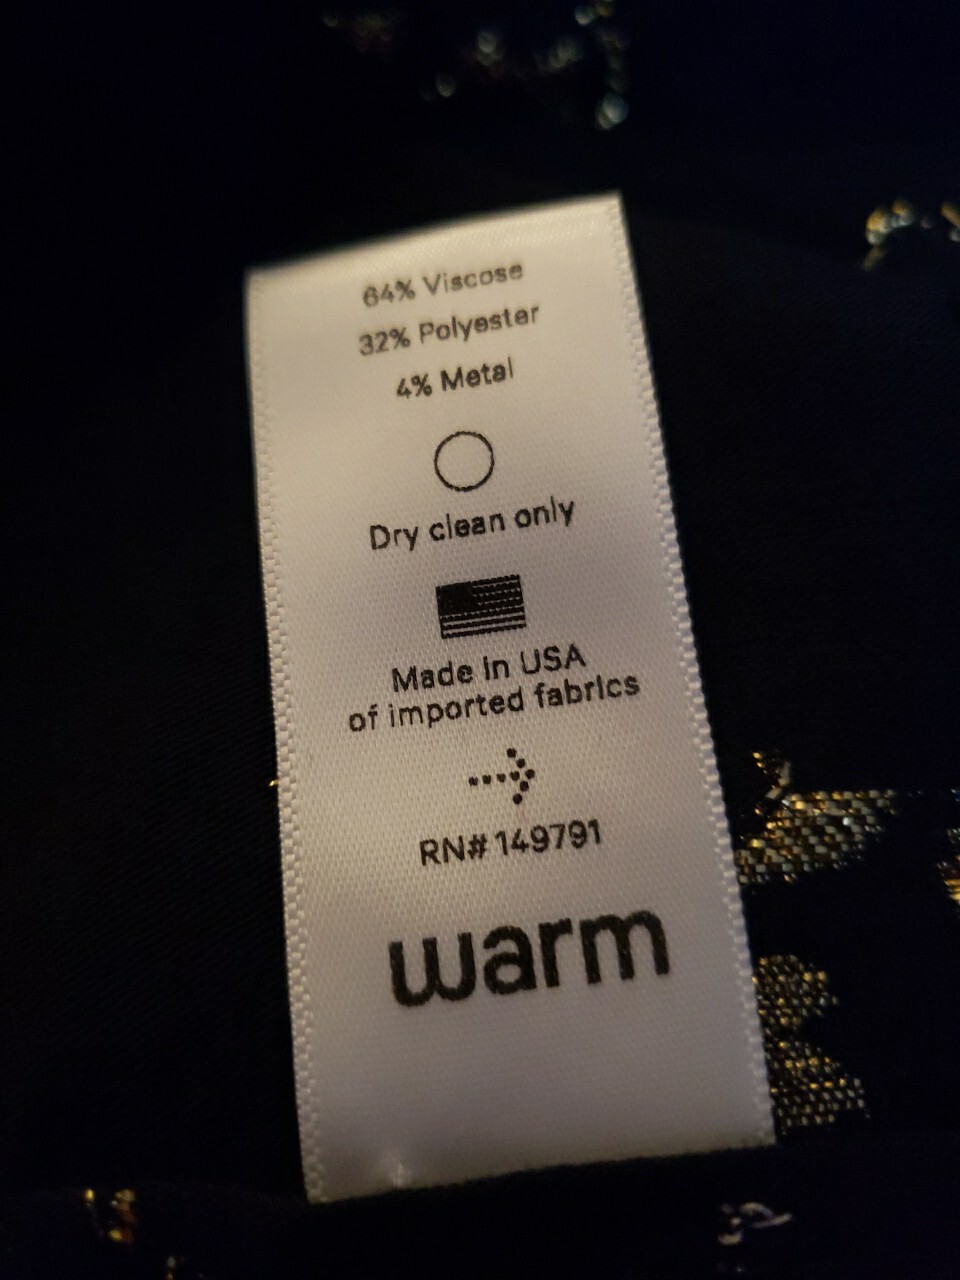 64% Viscose
32% Polyester
4% Metal
Dry clean only
Made in USA
of imported fabrics
RN# 149791
warm